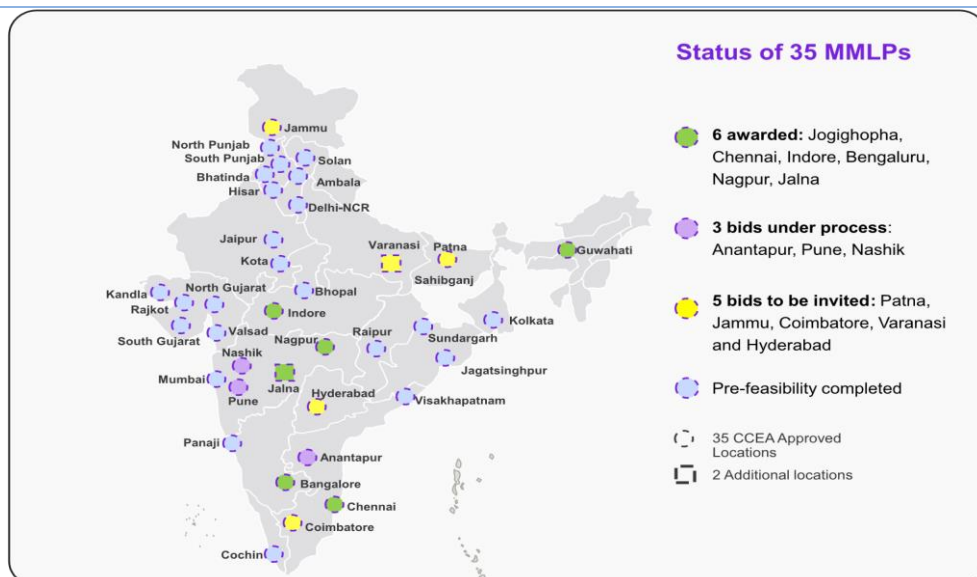 Status of 35 MMLPs
6 awarded: Jogighopha,
Chennai, Indore, Bengaluru,
Nagpur, Jalna
3 bids under process:
Anantapur, Pune, Nashik
5 bids to be invited: Patna,
Jammu, Coimbatore, Varanasi
and Hyderabad
Pre-feasibility completed
35 CCEA Approved
Locations
2 Additional locations
Jammu
North Punjab
South Punjab
Solan
Bhatinda
Ambala
Hisar
Delhi-NCR
Jaipur
Varanasi
Patna
Guwahati
Kota
Sahibganj
North Gujarat
Bhopal
Kandla
Rajkot
Indore
Kolkata
South Gujarat
Valsad
Raipur
Sundargarh
Nagpur
Nashik
Jagatsinghpur
Mumbai
Jalna
Hyderabad
Pune
Visakhapatnam
Panaji
Anantapur
Bangalore
Chennai
Coimbatore
Cochin